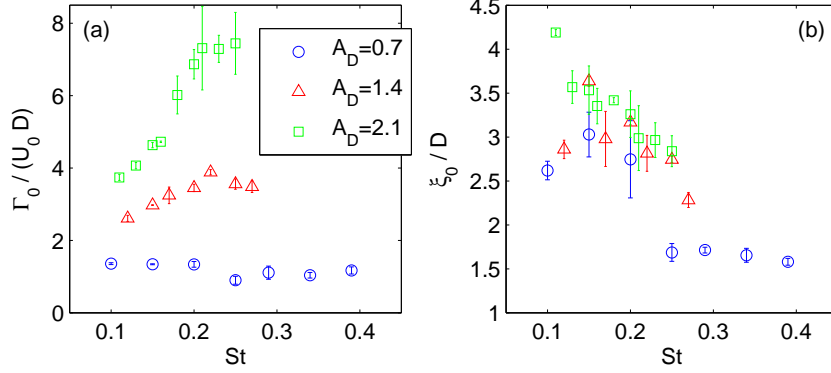 (a)
8
6
4
2
0
0.1
0.2
0.3
0.4
St
Γ₀ / (U₀ D)
A_D=0.7
A_D=1.4
A_D=2.1
(b)
4.5
4
3.5
3
2.5
2
1.5
1
0.1
0.2
0.3
0.4
St
ξ₀ / D